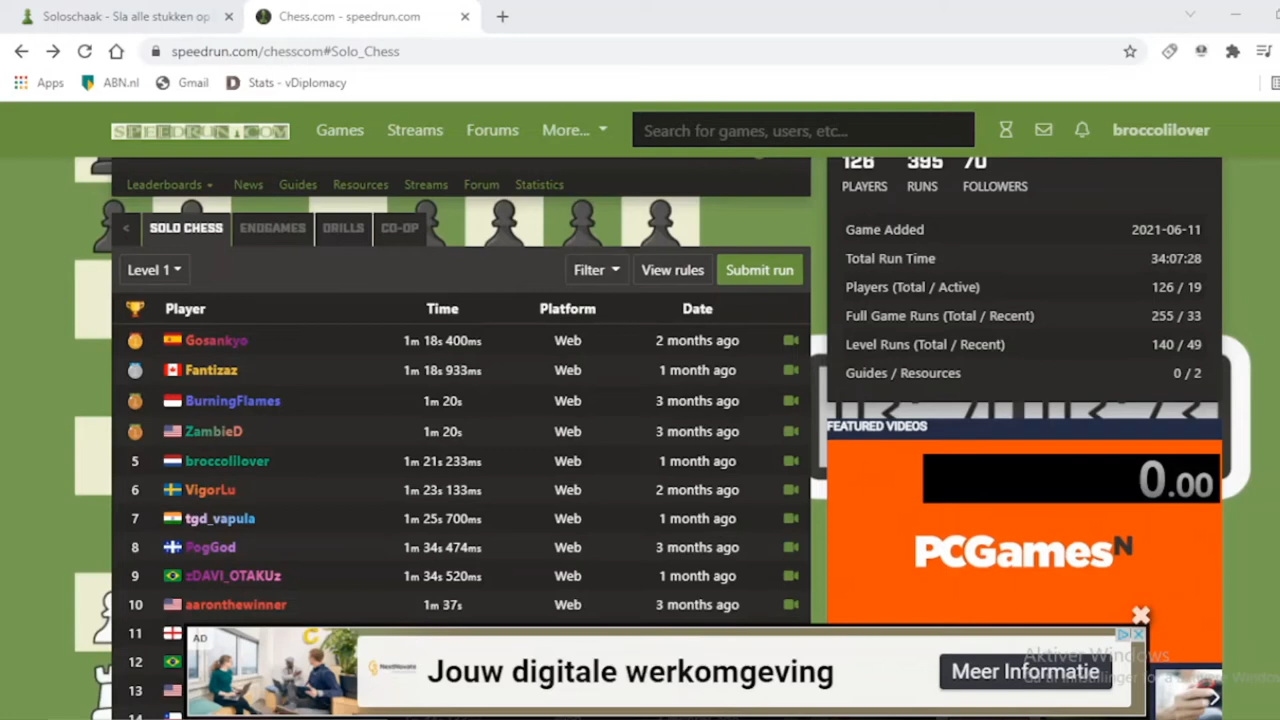 Soloschaak - Sla alle stukken op
Chess.com - speedrun.com
speedrun.com/chesscom#Solo_Chess
Apps ABN.nl Gmail Stats - vDiplomacy
SPEEDRUN.COM Games Streams Forums More... Search for games, users, etc... broccolilover
Leaderboards News Guides Resources Streams Forum Statistics
SOLO CHESS ENDGAMES DRILLS CO-OP
Level 1 Filter View rules Submit run
Player Time Platform Date
Gosankyo 1m 18s 400ms Web 2 months ago
Fantizaz 1m 18s 933ms Web 1 month ago
BurningFlames 1m 20s Web 3 months ago
ZambieD 1m 20s Web 3 months ago
5 broccolilover 1m 21s 233ms Web 1 month ago
6 VigorLu 1m 23s 133ms Web 2 months ago
7 tgd_vapula 1m 25s 700ms Web 1 month ago
8 PogGod 1m 34s 474ms Web 3 months ago
9 zDAVI_OTAKUz 1m 34s 520ms Web 1 month ago
10 aaronthewinner 1m 37s Web 3 months ago
11
12
13
14
126 395 70
PLAYERS RUNS FOLLOWERS
Game Added 2021-06-11
Total Run Time 34:07:28
Players (Total / Active) 126 / 19
Full Game Runs (Total / Recent) 255 / 33
Level Runs (Total / Recent) 140 / 49
Guides / Resources 0 / 2
FEATURED VIDEOS
0.00
PCGamesN
AD
NextNovate
Jouw digitale werkomgeving
Meer Informatie
Aktiver Windows